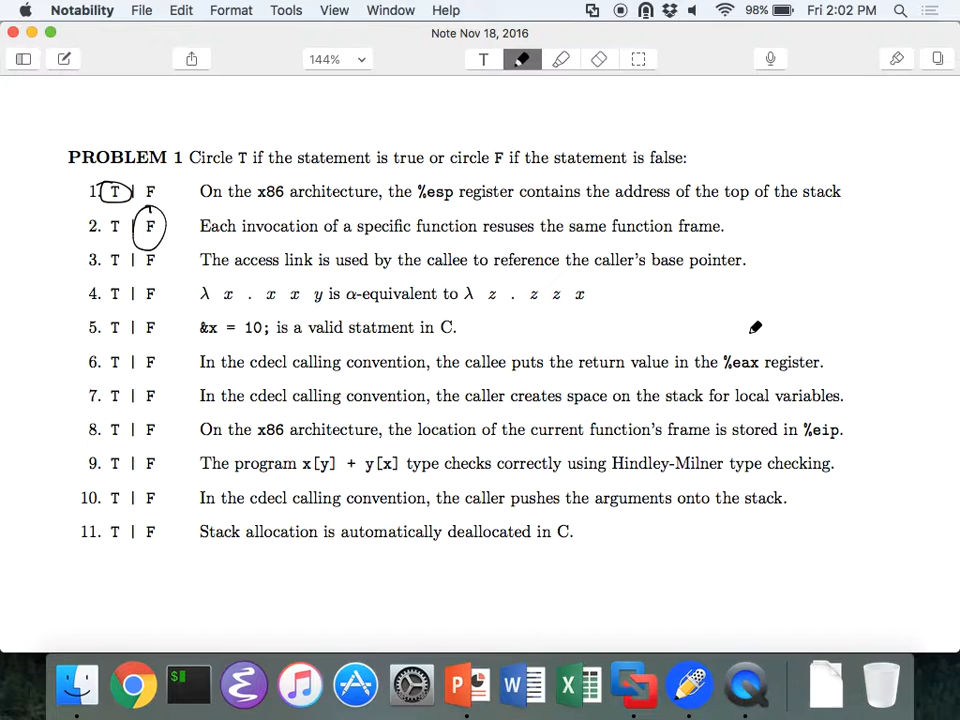 Notability File Edit Format Tools View Window Help 98% Fri 2:02 PM
Note Nov 18, 2016
144% T
PROBLEM 1 Circle T if the statement is true or circle F if the statement is false:
1. T | F On the x86 architecture, the %esp register contains the address of the top of the stack
2. T | F Each invocation of a specific function resuses the same function frame.
3. T | F The access link is used by the callee to reference the caller's base pointer.
4. T | F λ x . x x y is α-equivalent to λ z . z z x
5. T | F &x = 10; is a valid statment in C.
6. T | F In the cdecl calling convention, the callee puts the return value in the %eax register.
7. T | F In the cdecl calling convention, the caller creates space on the stack for local variables.
8. T | F On the x86 architecture, the location of the current function's frame is stored in %eip.
9. T | F The program x[y] + y[x] type checks correctly using Hindley-Milner type checking.
10. T | F In the cdecl calling convention, the caller pushes the arguments onto the stack.
11. T | F Stack allocation is automatically deallocated in C.
$ P W X